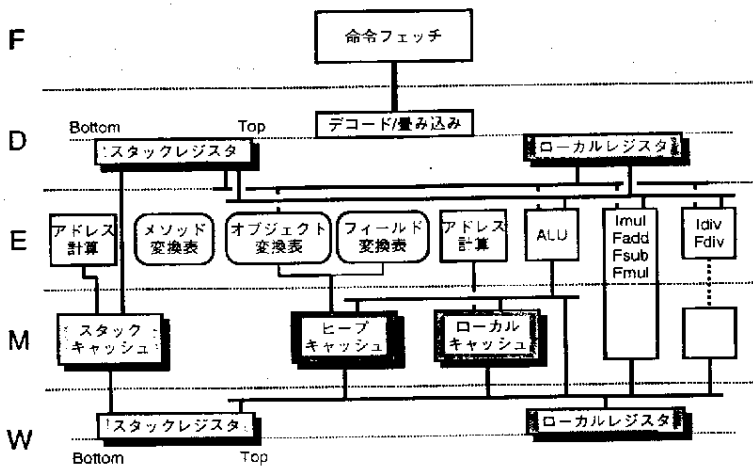 F
命令フェッチ
デコード/畳み込み
D
Bottom
Top
スタックレジスタ
ローカルレジスタ
E
アドレス
計算
メソッド
変換表
オブジェクト
変換表
フィールド
変換表
アドレス
計算
ALU
Imul
Fadd
Fsub
Fmul
Idiv
Fdiv
M
スタック
キャッシュ
ヒープ
キャッシュ
ローカル
キャッシュ
W
スタックレジスタ
ローカルレジスタ
Bottom
Top